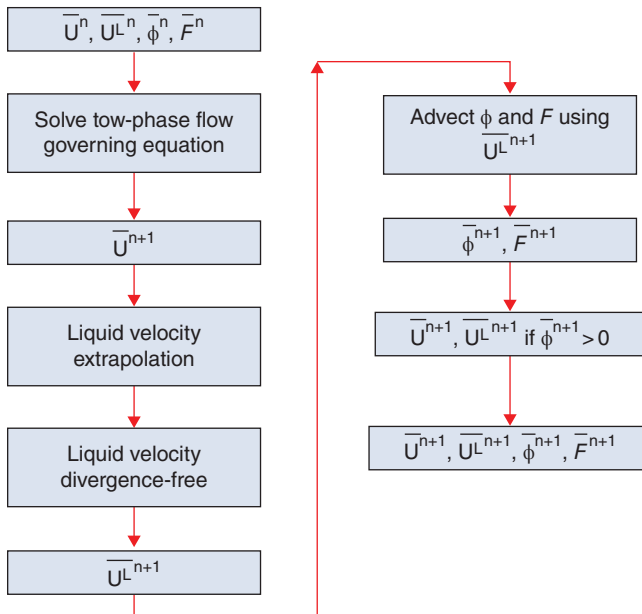 U̅ⁿ, U̅ᴸ̅ⁿ, ϕ̅ⁿ, F̅ⁿ
Solve tow-phase flow
governing equation
U̅ⁿ⁺¹
Liquid velocity
extrapolation
Liquid velocity
divergence-free
U̅ᴸ̅ⁿ⁺¹
Advect ϕ and F using
U̅ᴸ̅ⁿ⁺¹
ϕ̅ⁿ⁺¹, F̅ⁿ⁺¹
U̅ⁿ⁺¹, U̅ᴸ̅ⁿ⁺¹ if ϕ̅ⁿ⁺¹ > 0
U̅ⁿ⁺¹, U̅ᴸ̅ⁿ⁺¹, ϕ̅ⁿ⁺¹, F̅ⁿ⁺¹